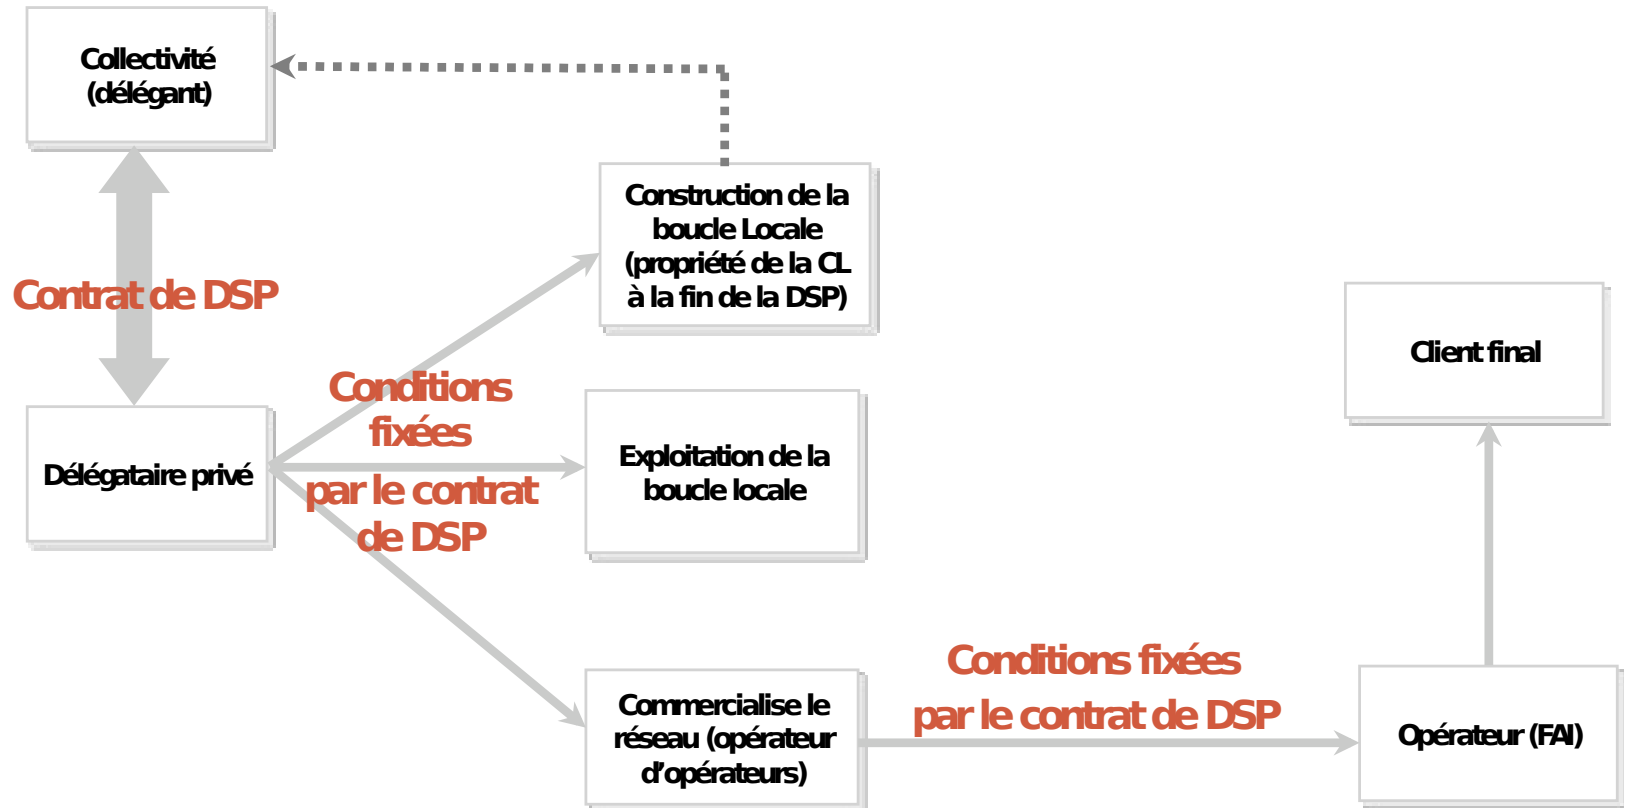 Collectivité
(délégant)
Contrat de DSP
Délégataire privé
Conditions
fixées
par le contrat
de DSP
Construction de la
boucle Locale
(propriété de la CL
à la fin de la DSP)
Exploitation de la
boucle locale
Commercialise le
réseau (opérateur
d’opérateurs)
Conditions fixées
par le contrat de DSP
Client final
Opérateur (FAI)